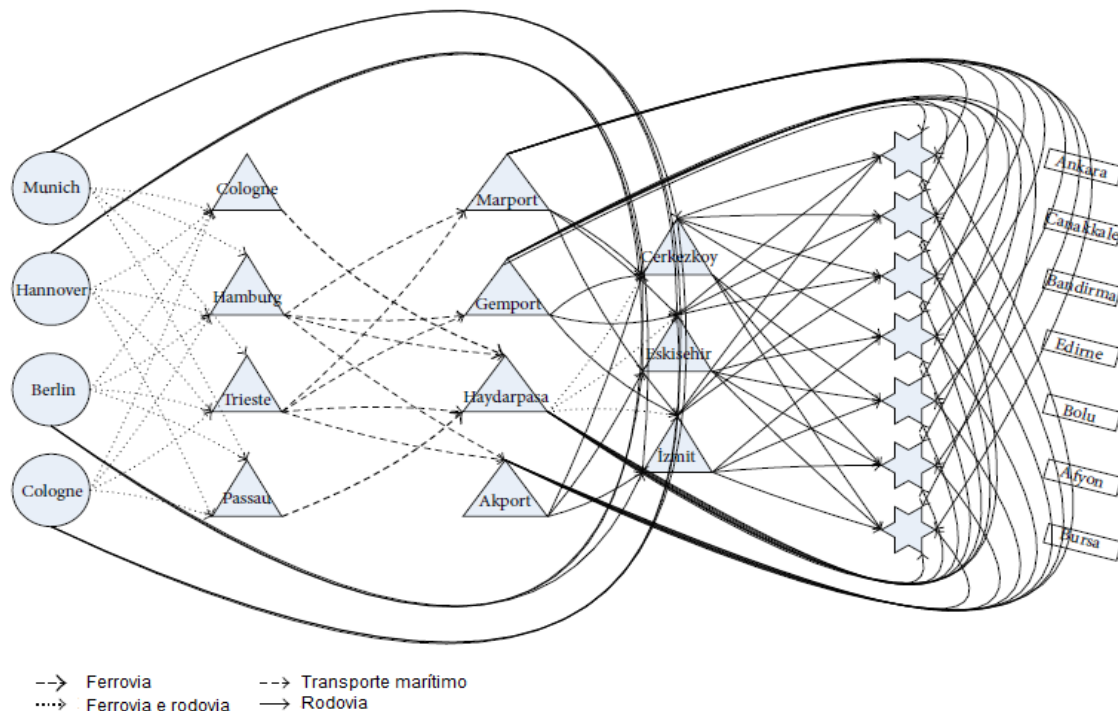 Munich
Hannover
Berlin
Cologne
Cologne
Hamburg
Trieste
Passau
Marport
Gemport
Haydarpasa
Akport
Cerkezkoy
Eskisehir
İzmit
Ankara
Canakkale
Bandirma
Edirne
Bolu
Afyon
Bursa
Ferrovia
Transporte marítimo
Ferrovia e rodovia
Rodovia